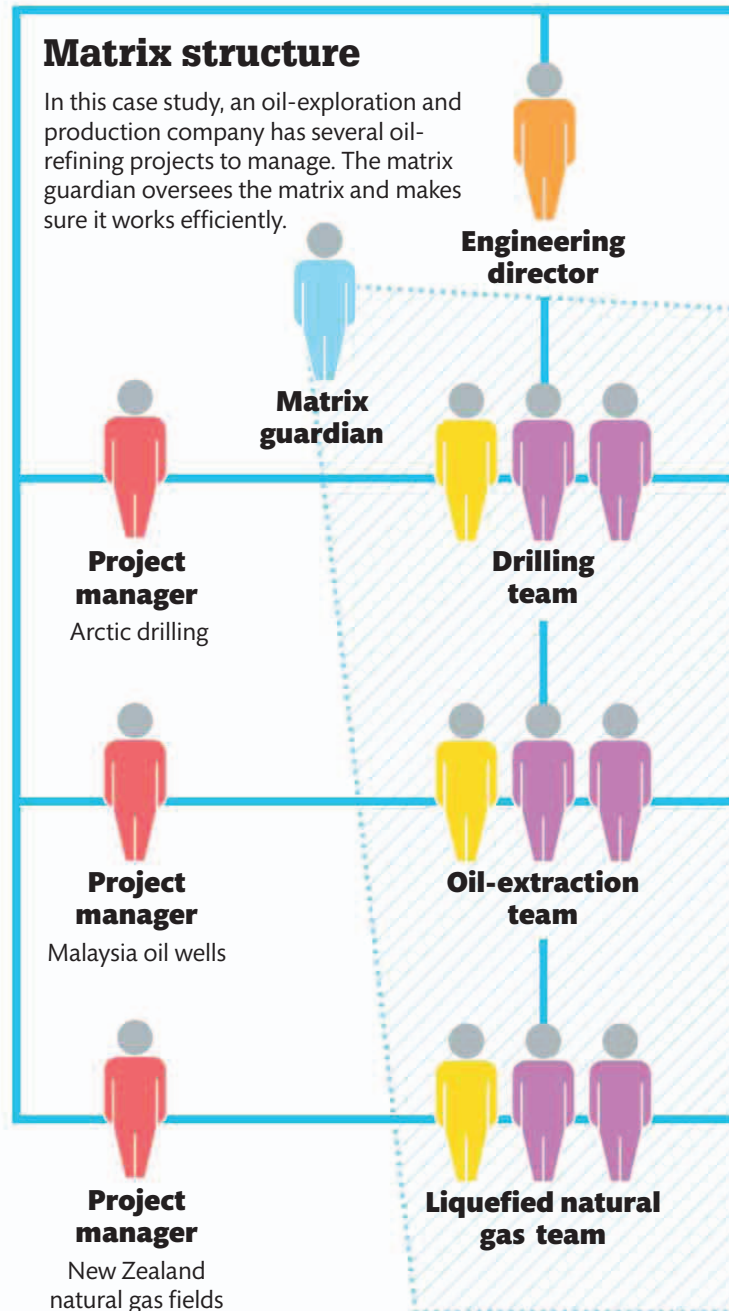 Matrix structure
In this case study, an oil-exploration and
production company has several oil-
refining projects to manage. The matrix
guardian oversees the matrix and makes
sure it works efficiently.
Engineering
director
Matrix
guardian
Project
manager
Arctic drilling
Drilling
team
Project
manager
Malaysia oil wells
Oil-extraction
team
Project
manager
New Zealand
natural gas fields
Liquefied natural
gas team